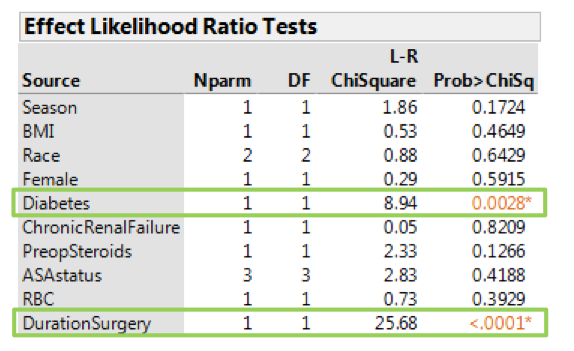 Effect Likelihood Ratio Tests
L-R
Source Nparm DF ChiSquare Prob>ChiSq
Season 1 1 1.86 0.1724
BMI 1 1 0.53 0.4649
Race 2 2 0.88 0.6429
Female 1 1 0.29 0.5915
Diabetes 1 1 8.94 0.0028*
ChronicRenalFailure 1 1 0.05 0.8209
PreopSteroids 1 1 2.33 0.1266
ASAstatus 3 3 2.83 0.4188
RBC 1 1 0.73 0.3929
DurationSurgery 1 1 25.68 <.0001*